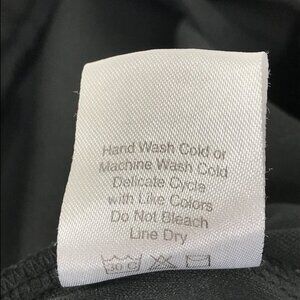 Hand Wash Cold or
Machine Wash Cold
Delicate Cycle
with Like Colors
Do Not Bleach
Line Dry
30 C